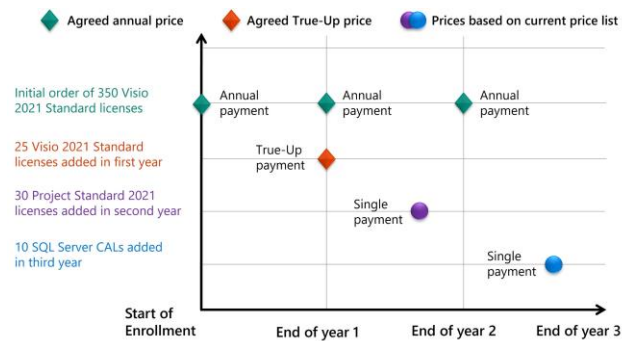 Agreed annual price
Agreed True-Up price
Prices based on current price list
Initial order of 350 Visio
2021 Standard licenses
Annual
payment
Annual
payment
Annual
payment
25 Visio 2021 Standard
licenses added in first year
True-Up
payment
30 Project Standard 2021
licenses added in second year
Single
payment
10 SQL Server CALs added
in third year
Single
payment
Start of
Enrollment
End of year 1
End of year 2
End of year 3